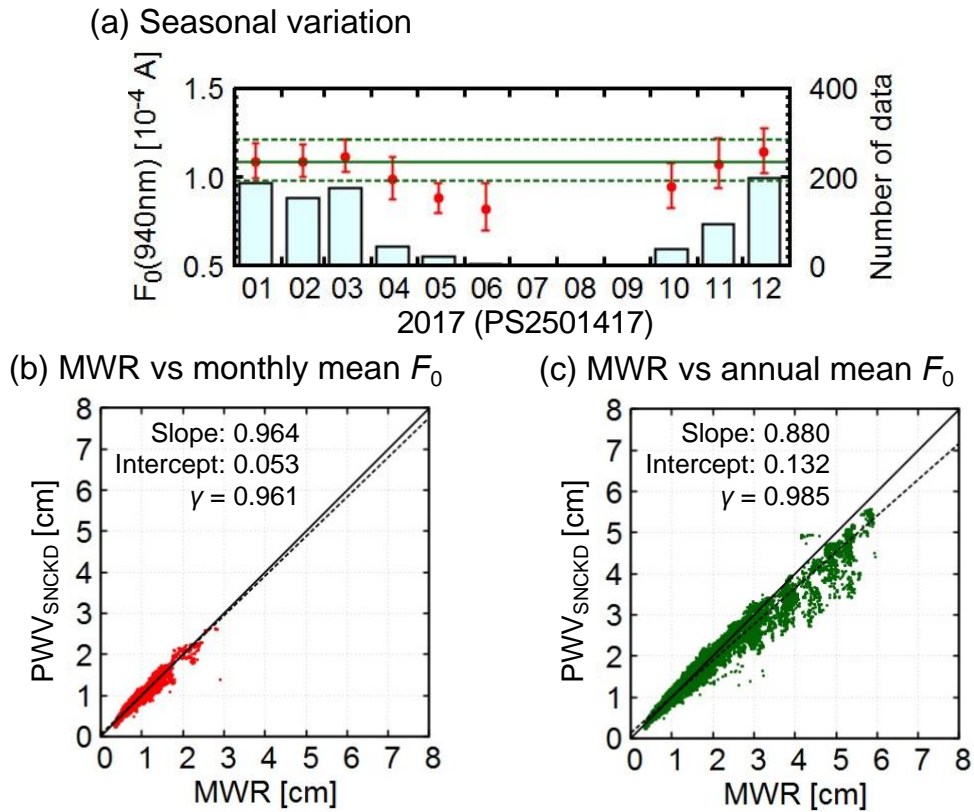 (a) Seasonal variation
F₀(940nm) [10⁻⁴ A]
1.5
1.0
0.5
400
200
0
Number of data
01 02 03 04 05 06 07 08 09 10 11 12
2017 (PS2501417)
(b) MWR vs monthly mean F₀
Slope: 0.964
Intercept: 0.053
γ = 0.961
PWV_SNCKD [cm]
8
7
6
5
4
3
2
1
0
0 1 2 3 4 5 6 7 8
MWR [cm]
(c) MWR vs annual mean F₀
Slope: 0.880
Intercept: 0.132
γ = 0.985
PWV_SNCKD [cm]
8
7
6
5
4
3
2
1
0
0 1 2 3 4 5 6 7 8
MWR [cm]